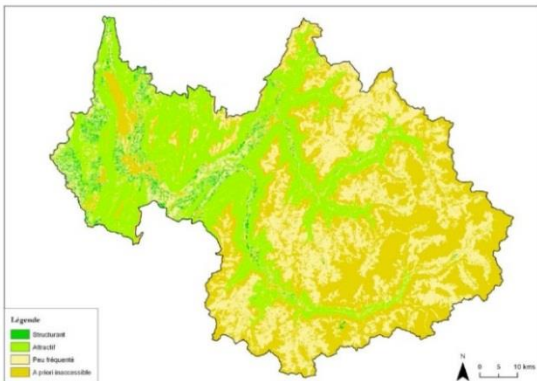 Légende
Structurant
Attractif
Peu fréquenté
A priori inaccessible
N
0 5 10 kms